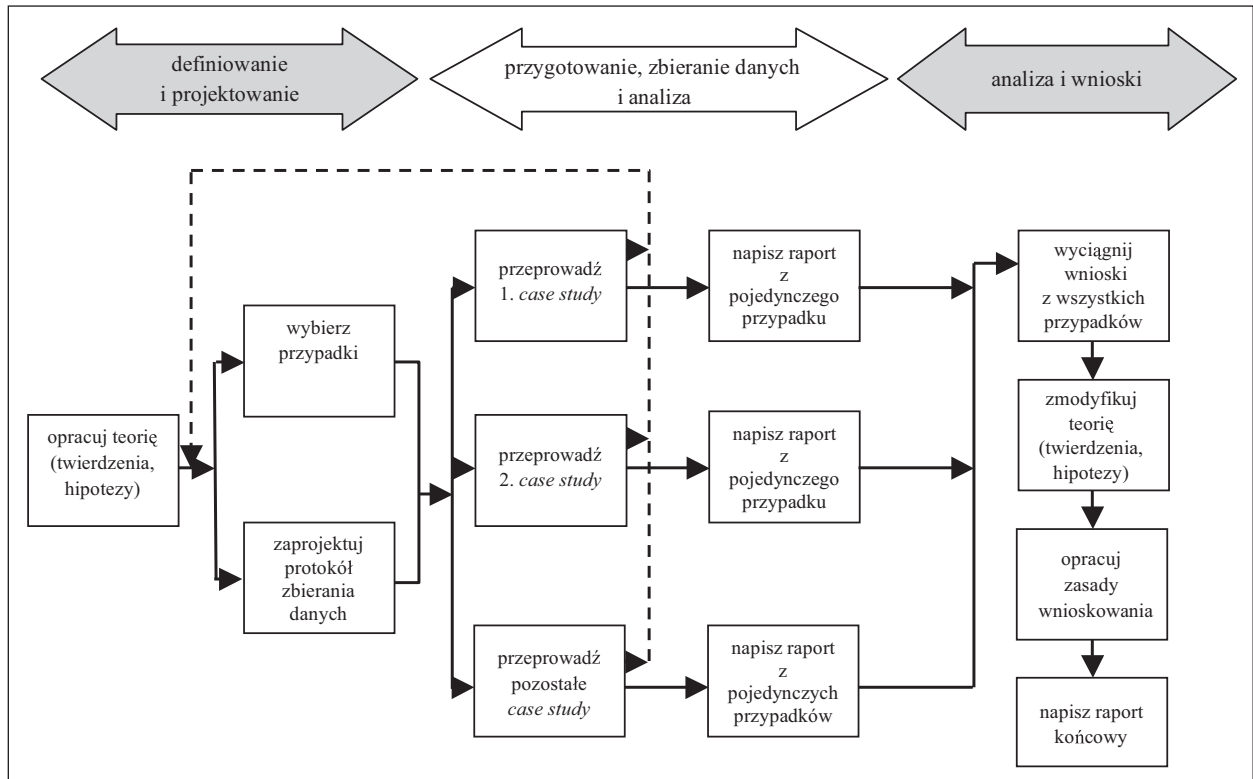 definiowanie
i projektowanie
przygotowanie, zbieranie danych
i analiza
analiza i wnioski
opracuj teorię
(twierdzenia,
hipotezy)
wybierz
przypadki
zaprojektuj
protokół
zbierania
danych
przeprowadź
1. case study
przeprowadź
2. case study
przeprowadź
pozostałe
case study
napisz raport
z
pojedynczego
przypadku
napisz raport
z
pojedynczego
przypadku
napisz raport
z
pojedynczych
przypadków
wyciągnij
wnioski
z wszystkich
przypadków
zmodyfikuj
teorię
(twierdzenia,
hipotezy)
opracuj
zasady
wnioskowania
napisz raport
końcowy